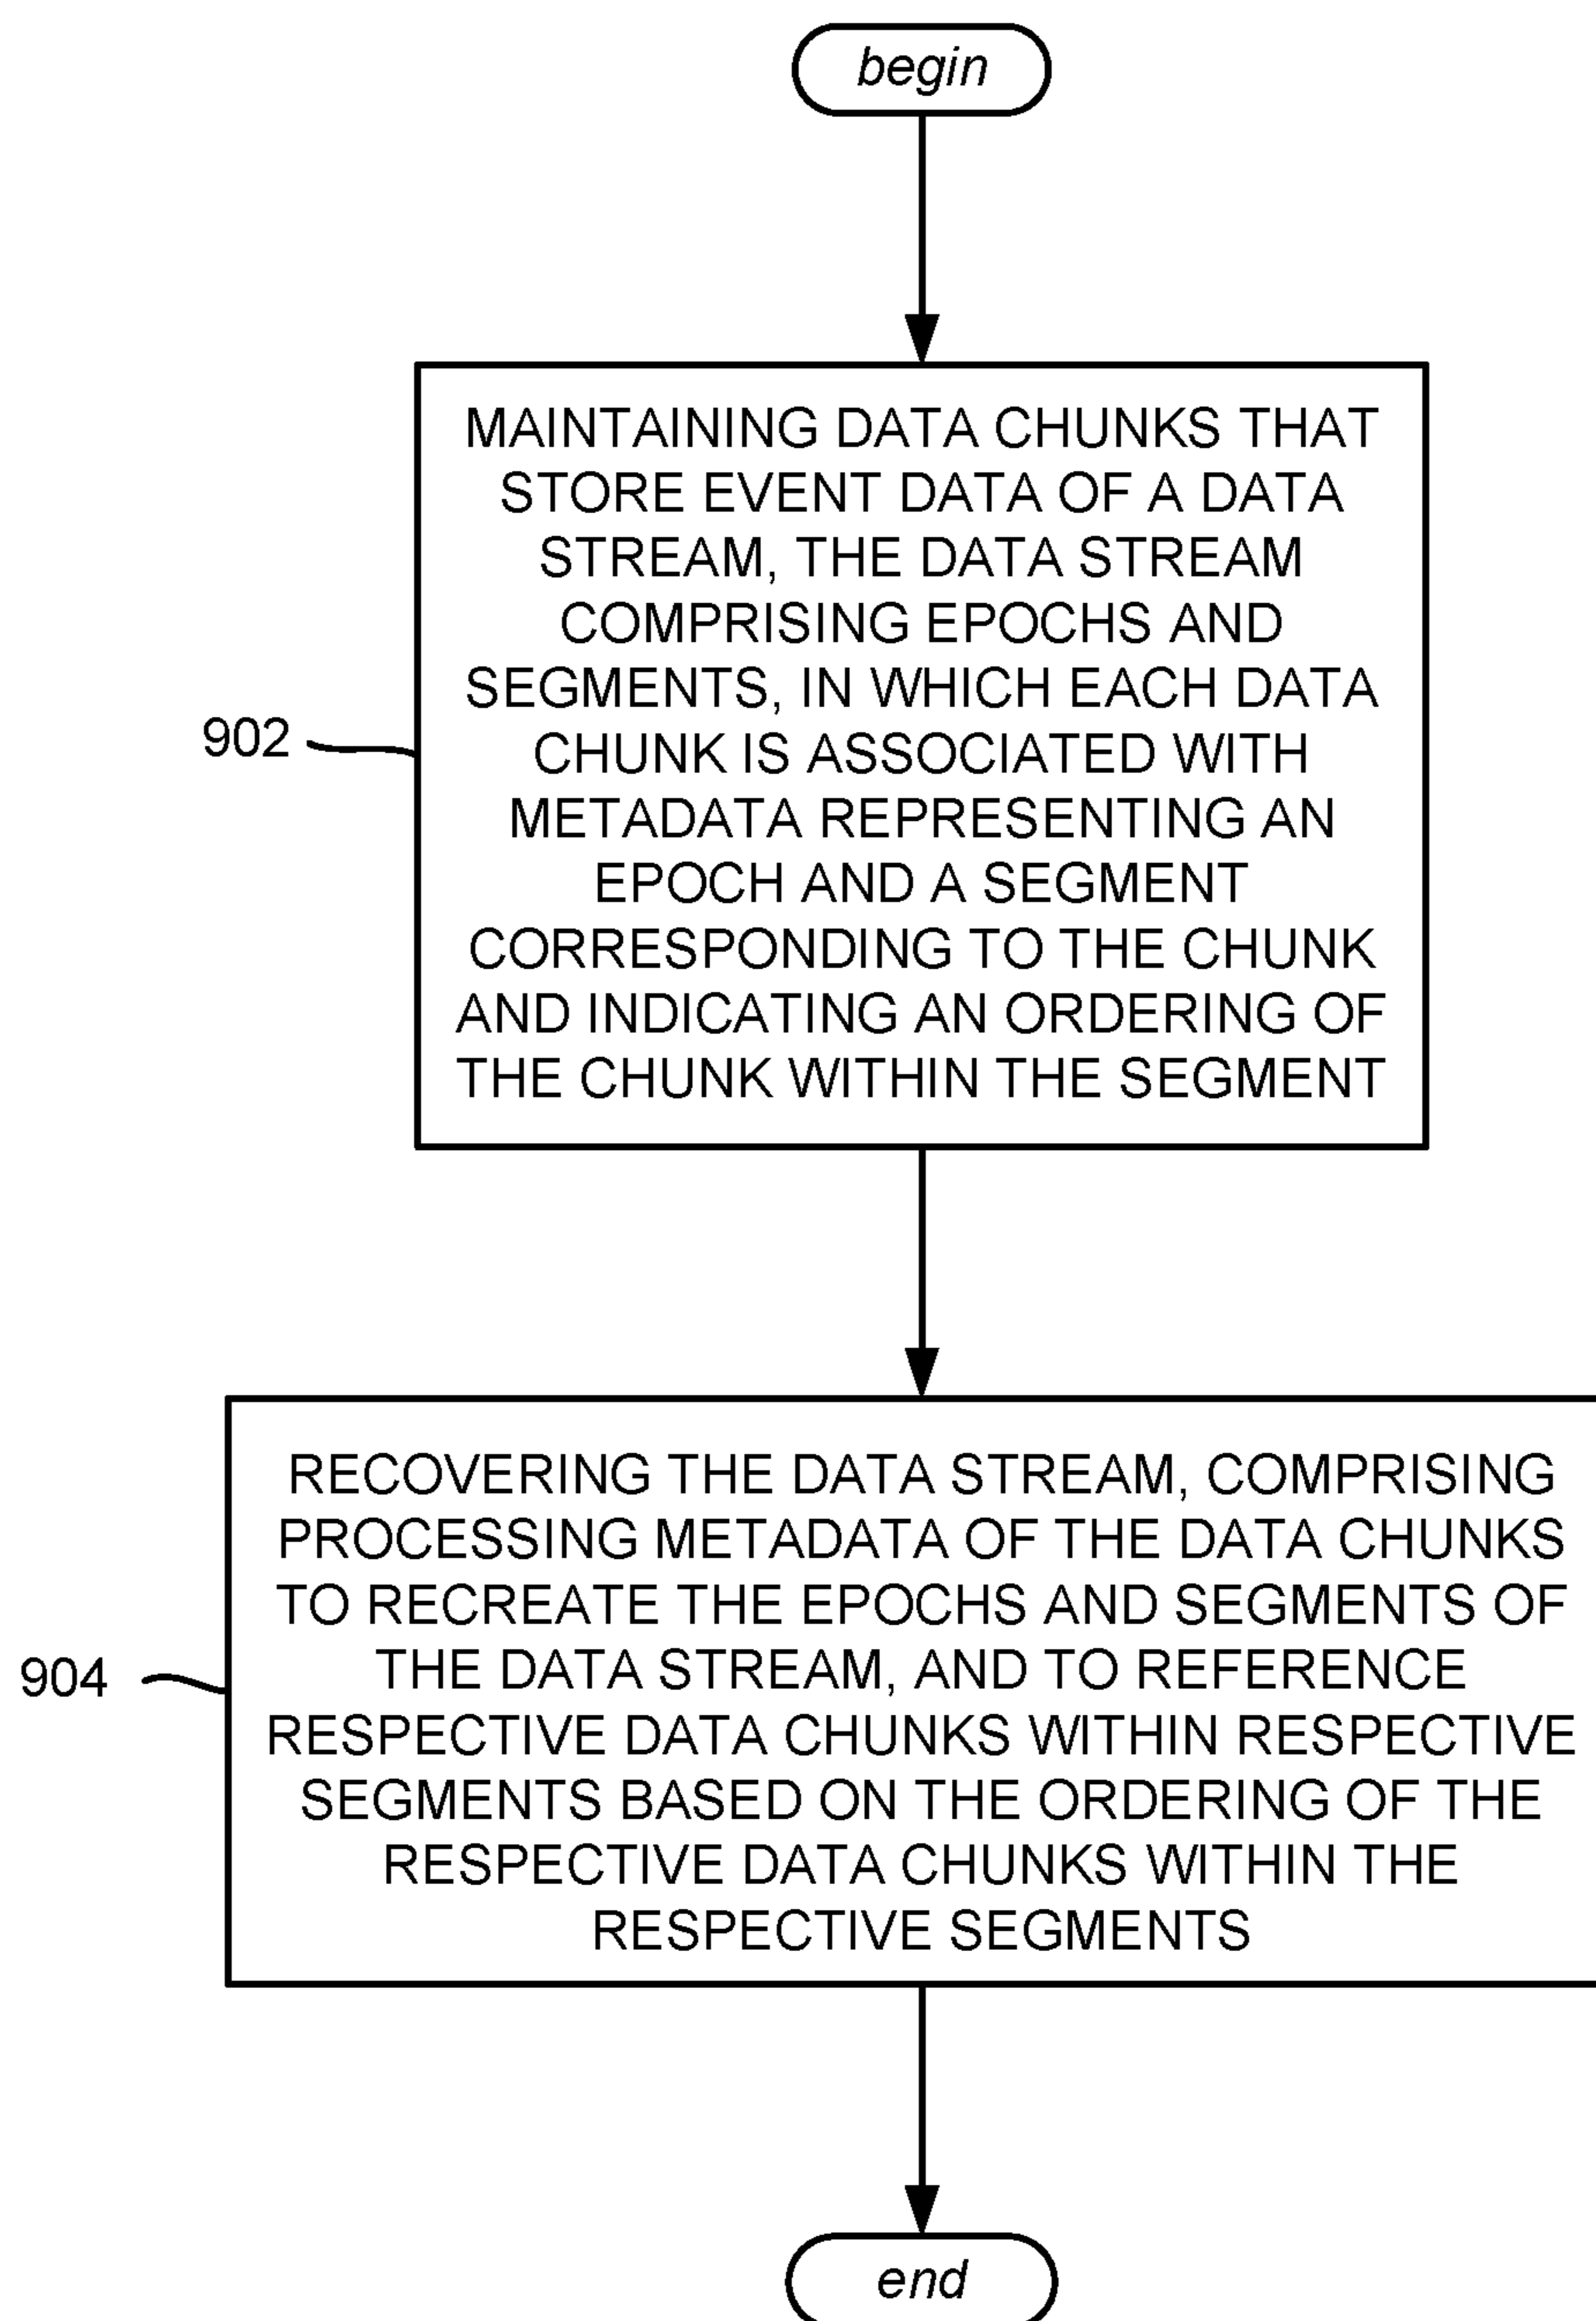 begin
MAINTAINING DATA CHUNKS THAT
STORE EVENT DATA OF A DATA
STREAM, THE DATA STREAM
COMPRISING EPOCHS AND
SEGMENTS, IN WHICH EACH DATA
CHUNK IS ASSOCIATED WITH
METADATA REPRESENTING AN
EPOCH AND A SEGMENT
CORRESPONDING TO THE CHUNK
AND INDICATING AN ORDERING OF
THE CHUNK WITHIN THE SEGMENT
902
RECOVERING THE DATA STREAM, COMPRISING
PROCESSING METADATA OF THE DATA CHUNKS
TO RECREATE THE EPOCHS AND SEGMENTS OF
THE DATA STREAM, AND TO REFERENCE
RESPECTIVE DATA CHUNKS WITHIN RESPECTIVE
SEGMENTS BASED ON THE ORDERING OF THE
RESPECTIVE DATA CHUNKS WITHIN THE
RESPECTIVE SEGMENTS
904
end